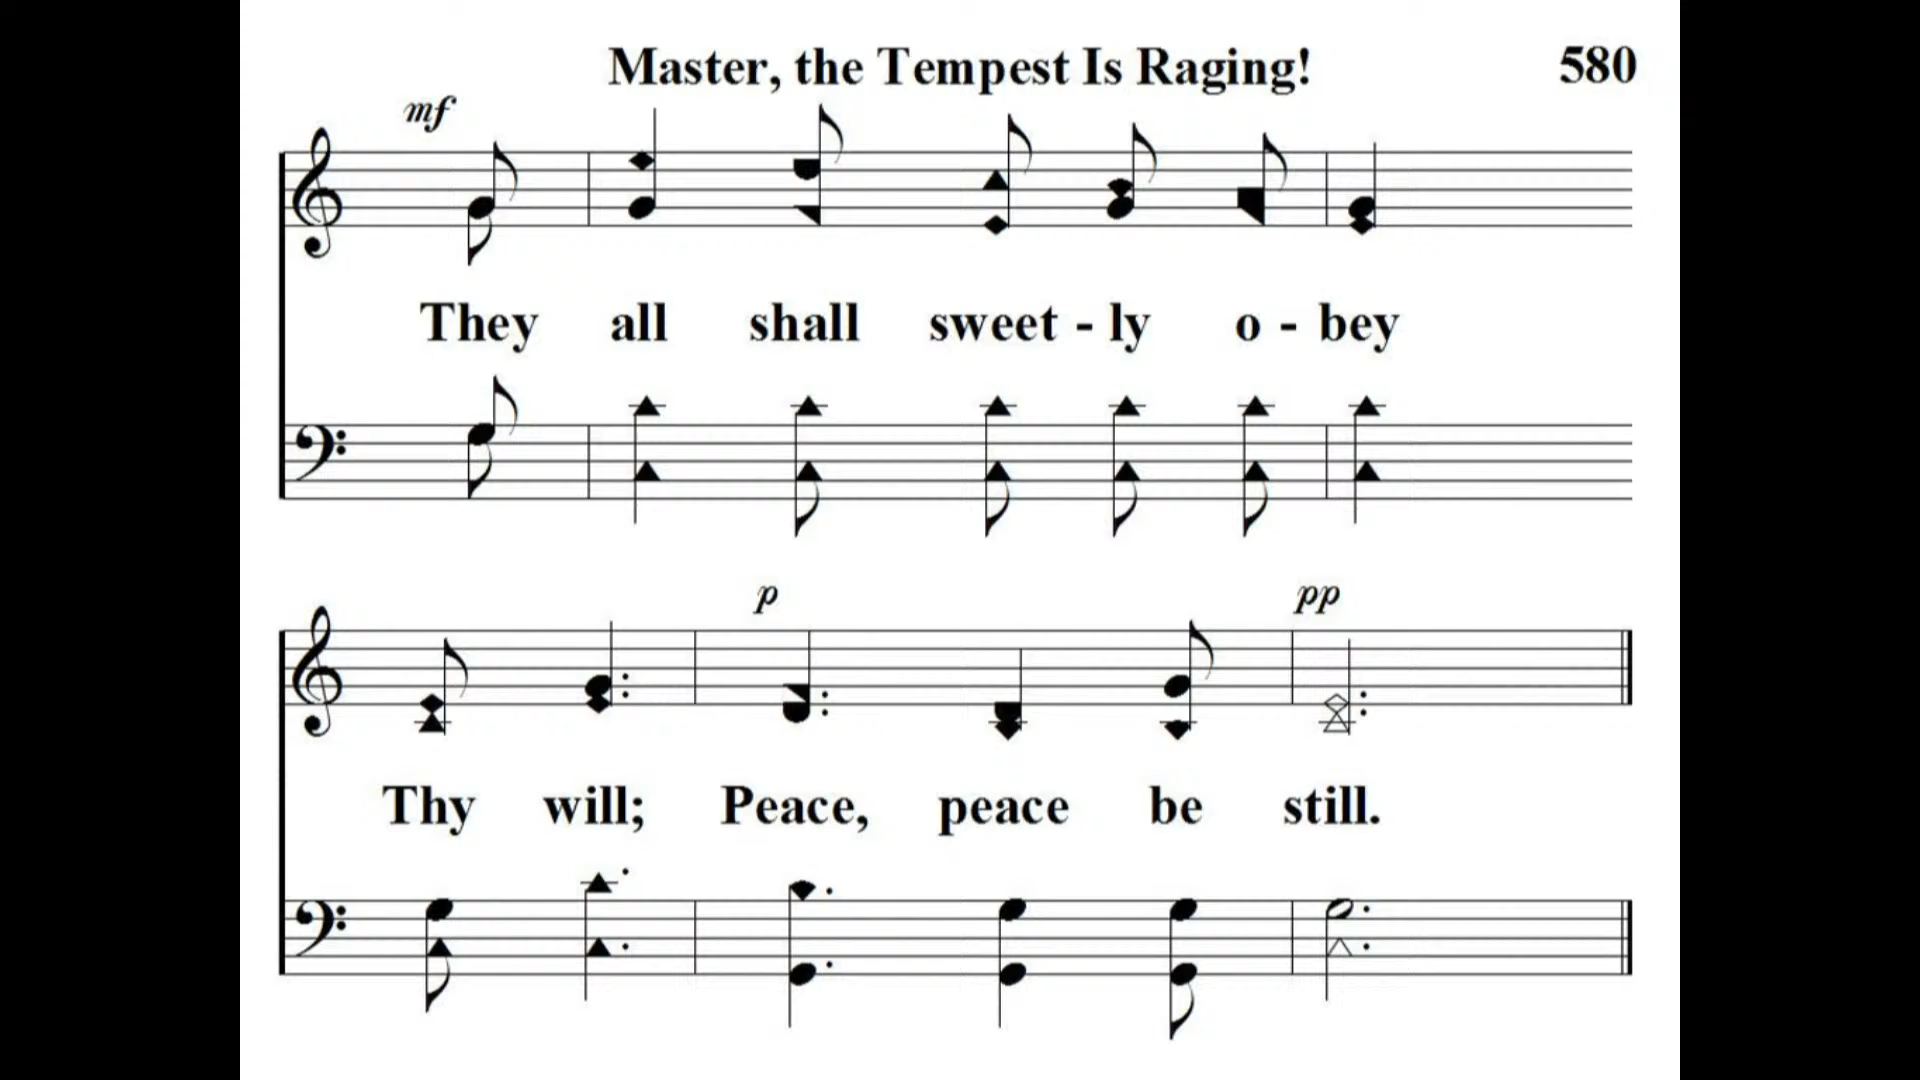 Master, the Tempest Is Raging! 580
mf
They all shall sweet - ly o - bey
p pp
Thy will; Peace, peace be still.